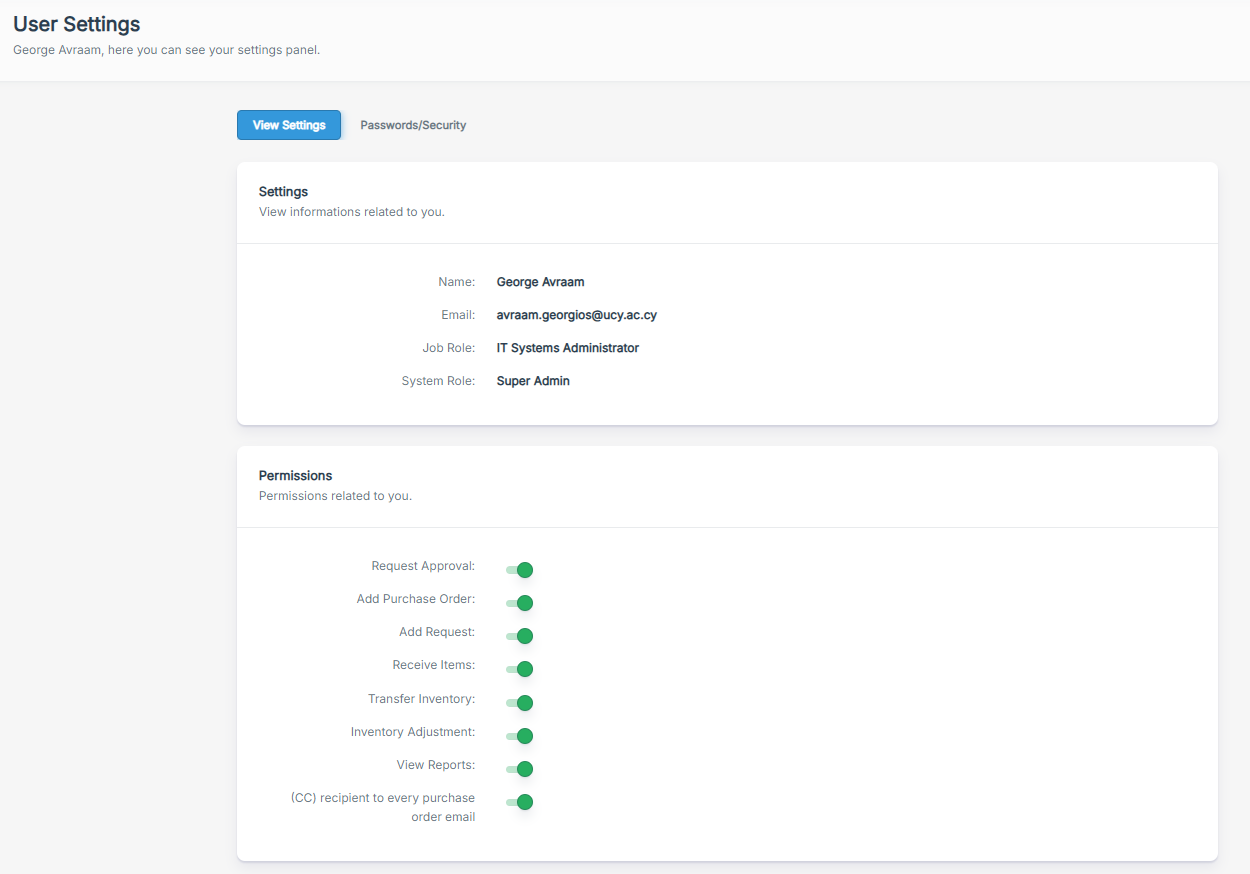 User Settings
George Avraam, here you can see your settings panel.
View Settings Passwords/Security
Settings
View informations related to you.
Name: George Avraam
Email: avraam.georgios@ucy.ac.cy
Job Role: IT Systems Administrator
System Role: Super Admin
Permissions
Permissions related to you.
Request Approval:
Add Purchase Order:
Add Request:
Receive Items:
Transfer Inventory:
Inventory Adjustment:
View Reports:
(CC) recipient to every purchase
order email